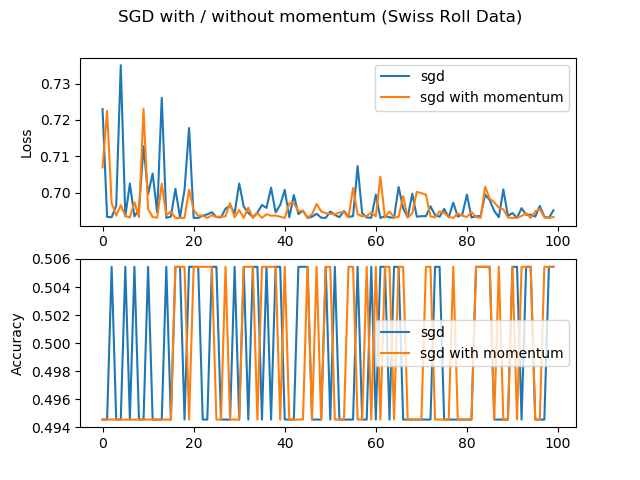 SGD with / without momentum (Swiss Roll Data)
Loss
0.73
0.72
0.71
0.70
sgd
sgd with momentum
0 20 40 60 80 100
Accuracy
0.506
0.504
0.502
0.500
0.498
0.496
0.494
sgd
sgd with momentum
0 20 40 60 80 100